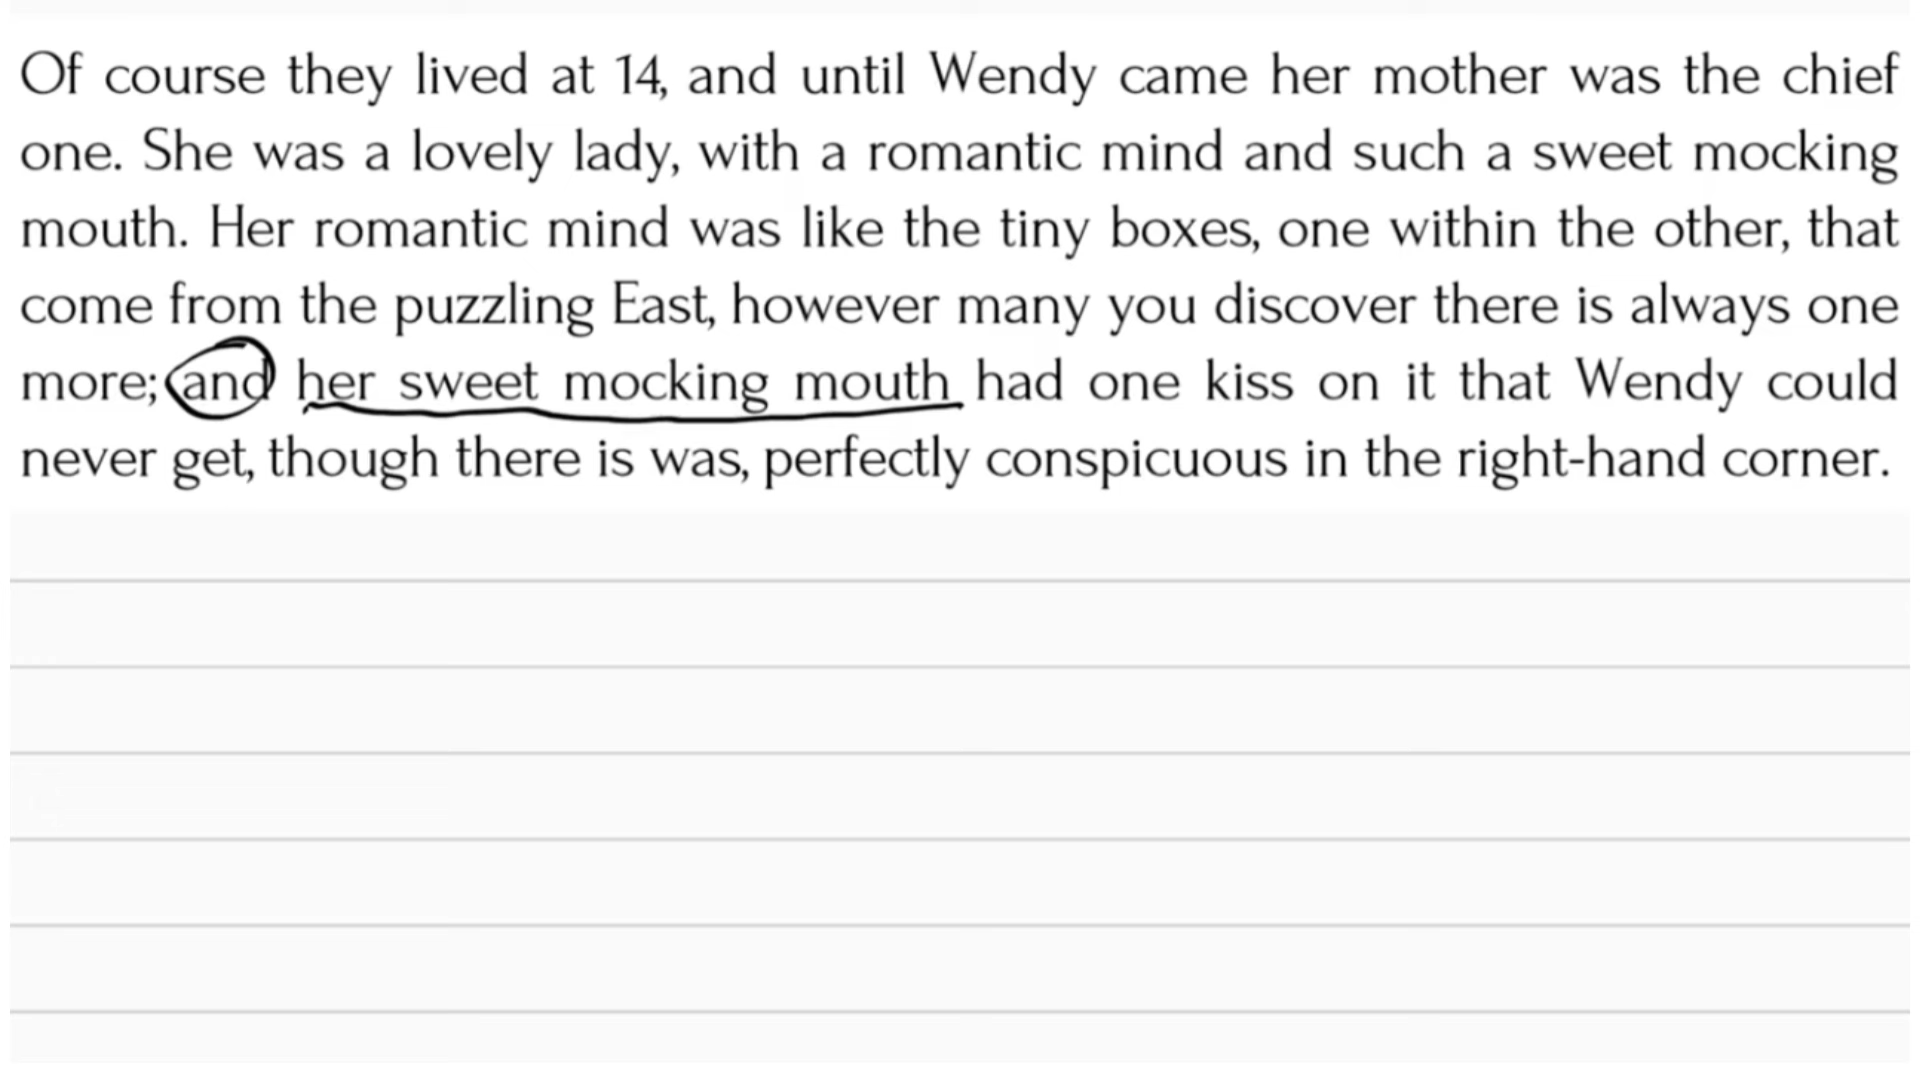 Of course they lived at 14, and until Wendy came her mother was the chief
one. She was a lovely lady, with a romantic mind and such a sweet mocking
mouth. Her romantic mind was like the tiny boxes, one within the other, that
come from the puzzling East, however many you discover there is always one
more; and her sweet mocking mouth had one kiss on it that Wendy could
never get, though there is was, perfectly conspicuous in the right-hand corner.